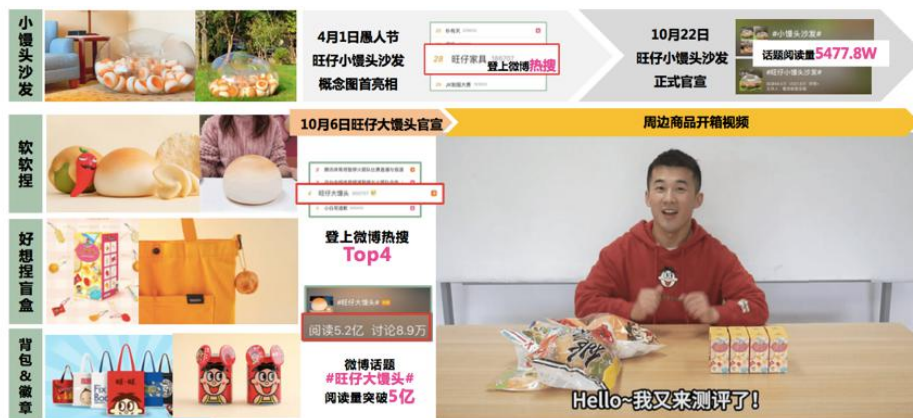 小馒头沙发
4月1日愚人节
旺仔小馒头沙发
概念图首亮相
28 旺仔家具
登上微博热搜
10月22日
旺仔小馒头沙发
正式官宣
#小馒头沙发#
话题阅读量5477.8W
#旺仔小馒头沙发#
软软捏
10月6日旺仔大馒头官宣
周边商品开箱视频
旺仔大馒头
登上微博热搜
Top4
好想捏盲盒
#旺仔大馒头#
阅读5.2亿 讨论8.9万
背包&徽章
旺旺
微博话题
#旺仔大馒头#
阅读量突破5亿
Hello~我又来测评了！